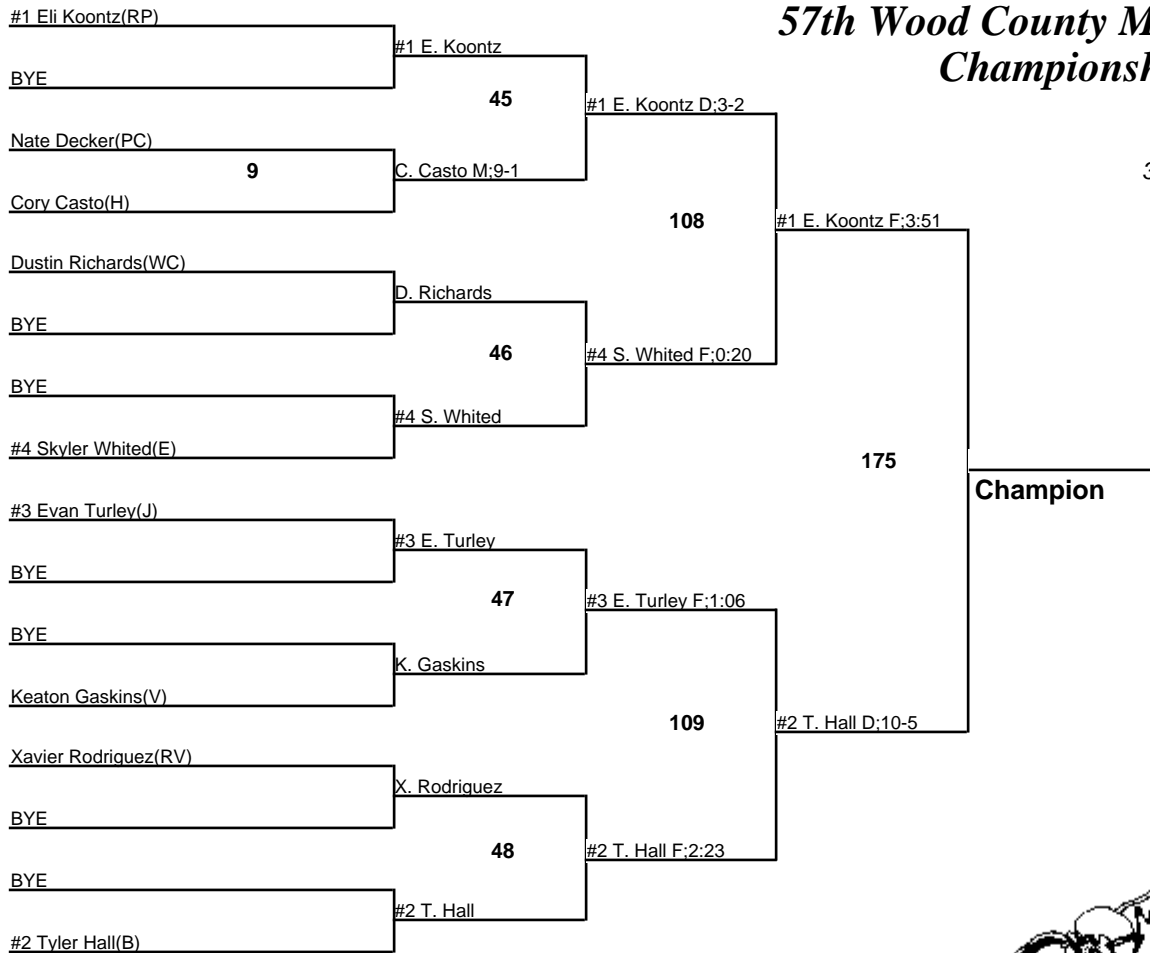 57th Wood County M
Championsh
#1 Eli Koontz(RP)
BYE
Nate Decker(PC)
9
Cory Casto(H)
Dustin Richards(WC)
BYE
BYE
#4 Skyler Whited(E)
#3 Evan Turley(J)
BYE
BYE
Keaton Gaskins(V)
Xavier Rodriguez(RV)
BYE
BYE
#2 Tyler Hall(B)
#1 E. Koontz
45
C. Casto M;9-1
D. Richards
46
#4 S. Whited
#3 E. Turley
47
K. Gaskins
X. Rodriguez
48
#2 T. Hall
#1 E. Koontz D;3-2
108
#4 S. Whited F;0:20
#3 E. Turley F;1:06
109
#2 T. Hall F;2:23
#1 E. Koontz F;3:51
175
#2 T. Hall D;10-5
Champion
3